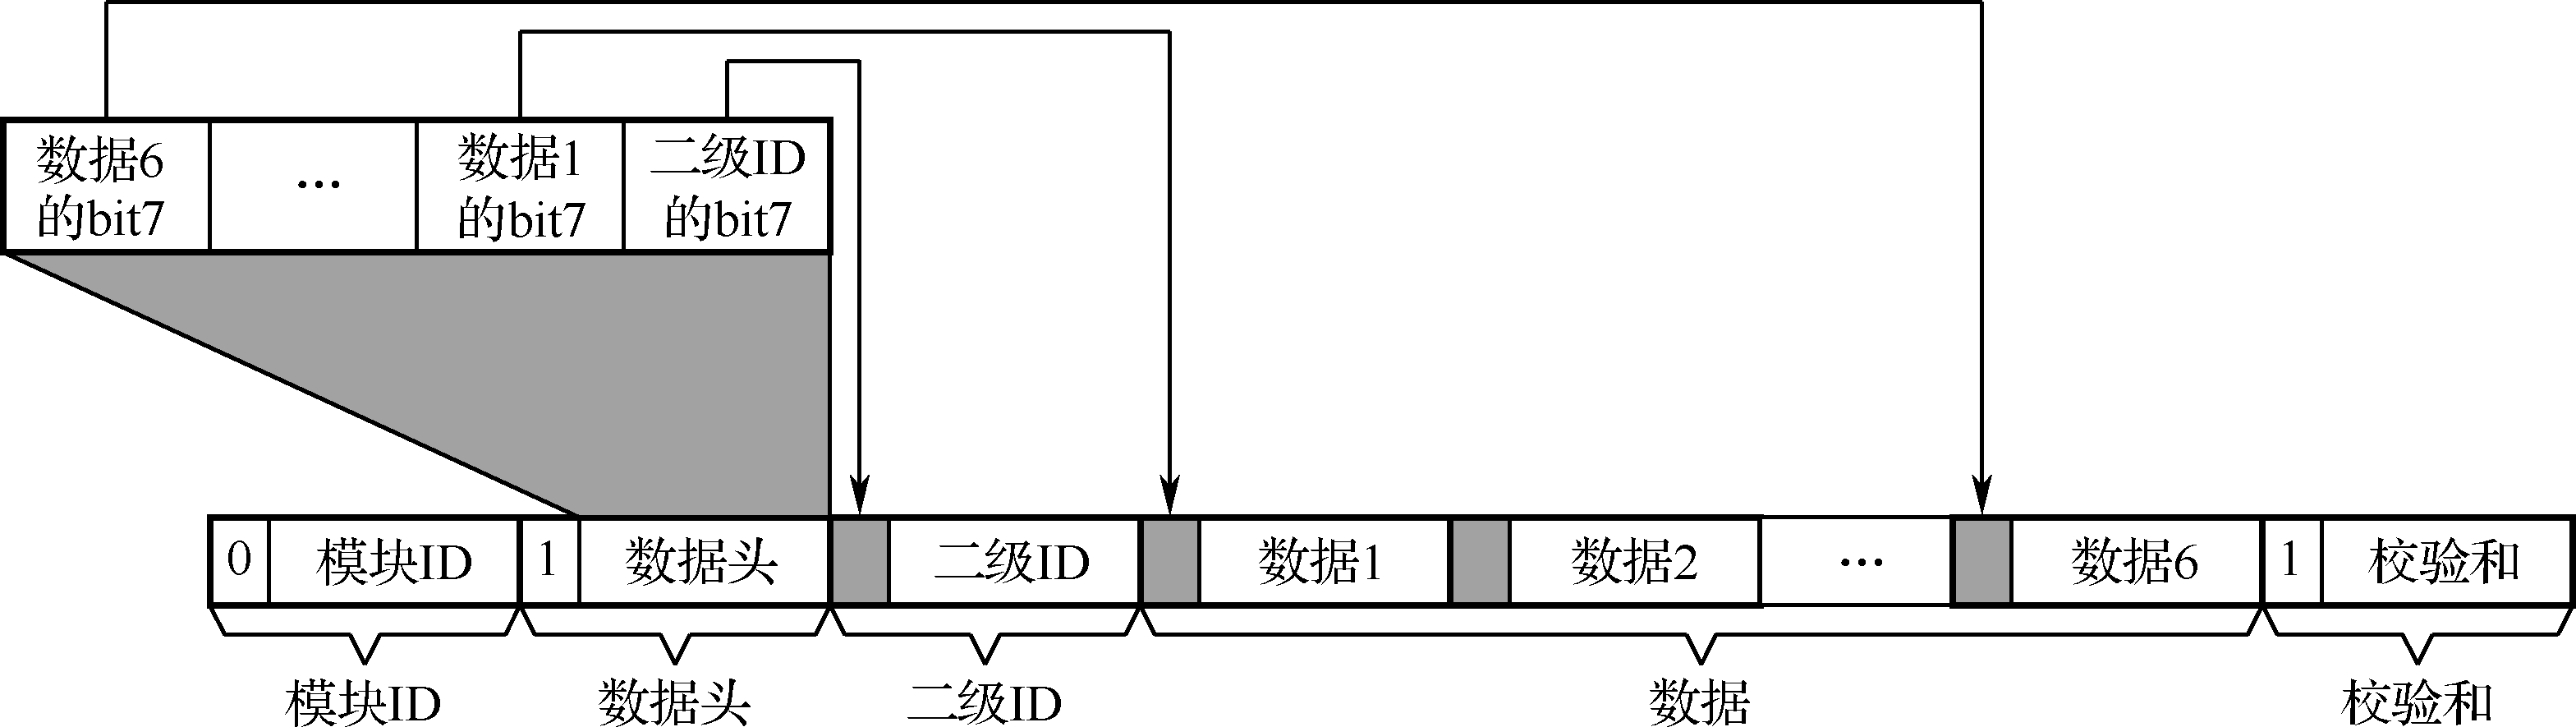 数据6
的bit7
…
数据1
的bit7
二级ID
的bit7
0
模块ID
1
数据头
二级ID
数据1
数据2
…
数据6
1
校验和
模块ID
数据头
二级ID
数据
校验和